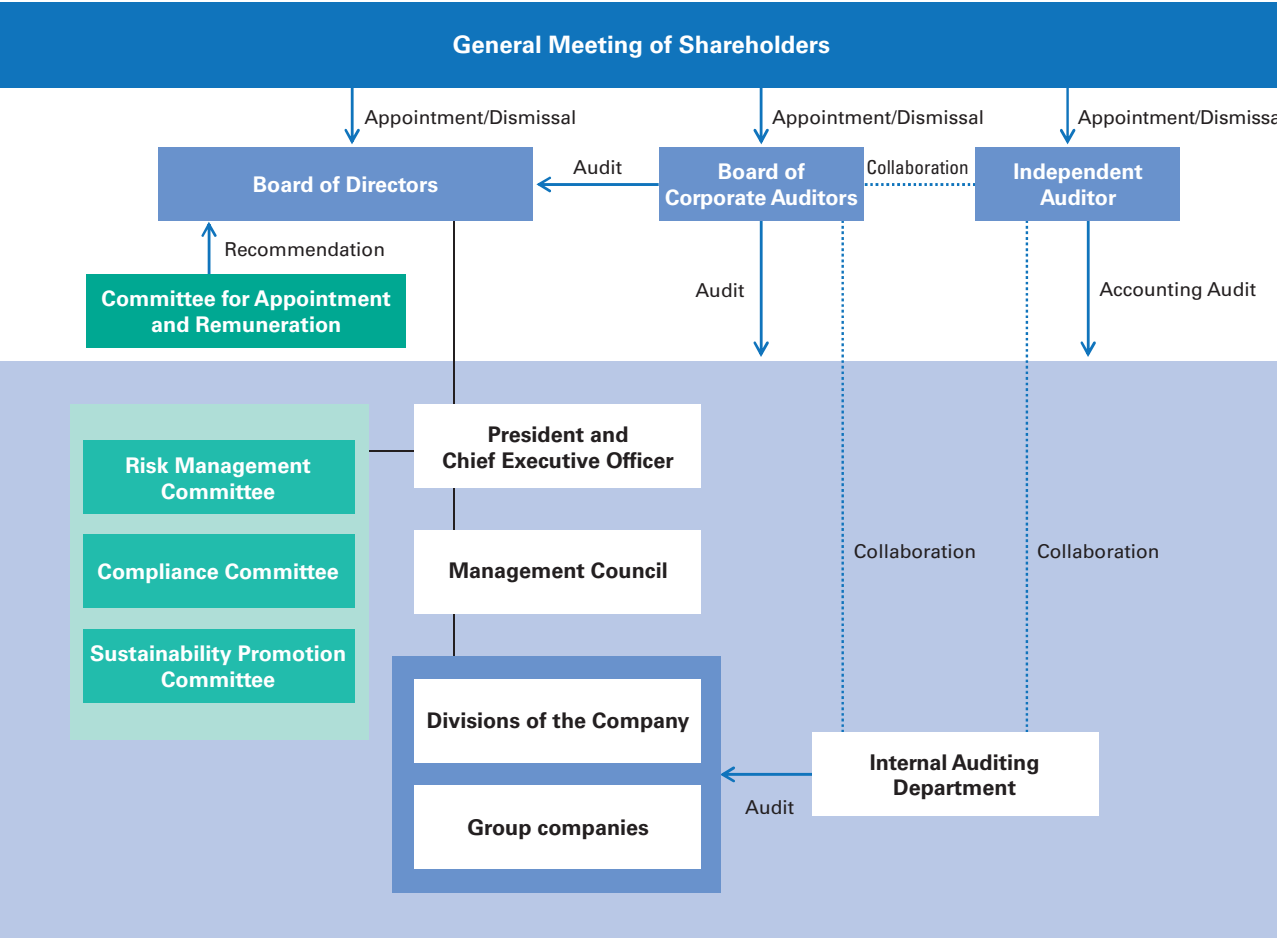 General Meeting of Shareholders
Appointment/Dismissal
Appointment/Dismissal
Appointment/Dismissa
Board of Directors
Audit
Board of
Corporate Auditors
Collaboration
Independent
Auditor
Recommendation
Committee for Appointment
and Remuneration
Audit
Accounting Audit
President and
Chief Executive Officer
Risk Management
Committee
Compliance Committee
Sustainability Promotion
Committee
Management Council
Collaboration
Collaboration
Divisions of the Company
Group companies
Audit
Internal Auditing
Department